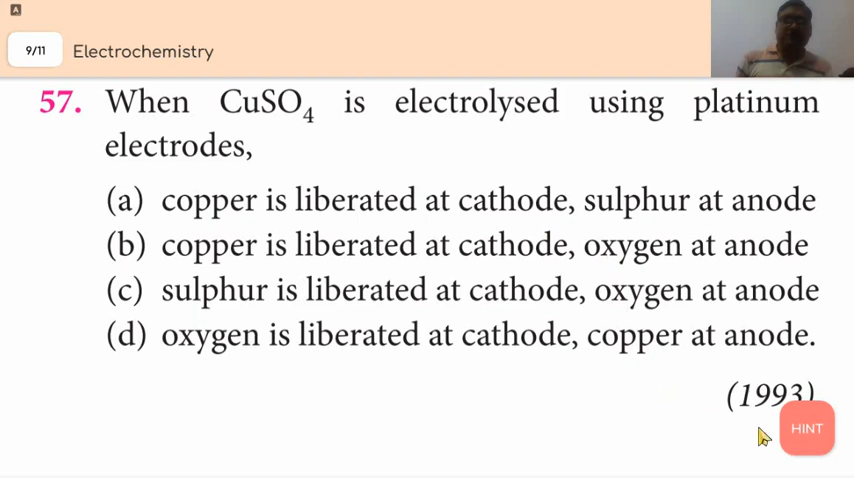 A
9/11 Electrochemistry
57. When CuSO₄ is electrolysed using platinum
electrodes,
(a) copper is liberated at cathode, sulphur at anode
(b) copper is liberated at cathode, oxygen at anode
(c) sulphur is liberated at cathode, oxygen at anode
(d) oxygen is liberated at cathode, copper at anode.
(1993)
HINT